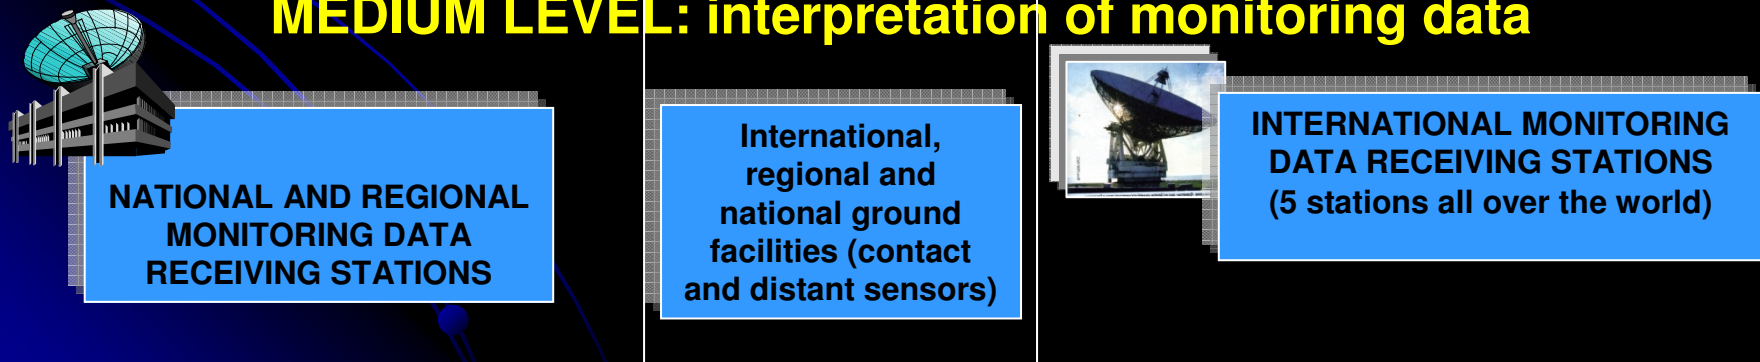 MEDIUM LEVEL: interpretation of monitoring data
NATIONAL AND REGIONAL
MONITORING DATA
RECEIVING STATIONS
International,
regional and
national ground
facilities (contact
and distant sensors)
INTERNATIONAL MONITORING
DATA RECEIVING STATIONS
(5 stations all over the world)